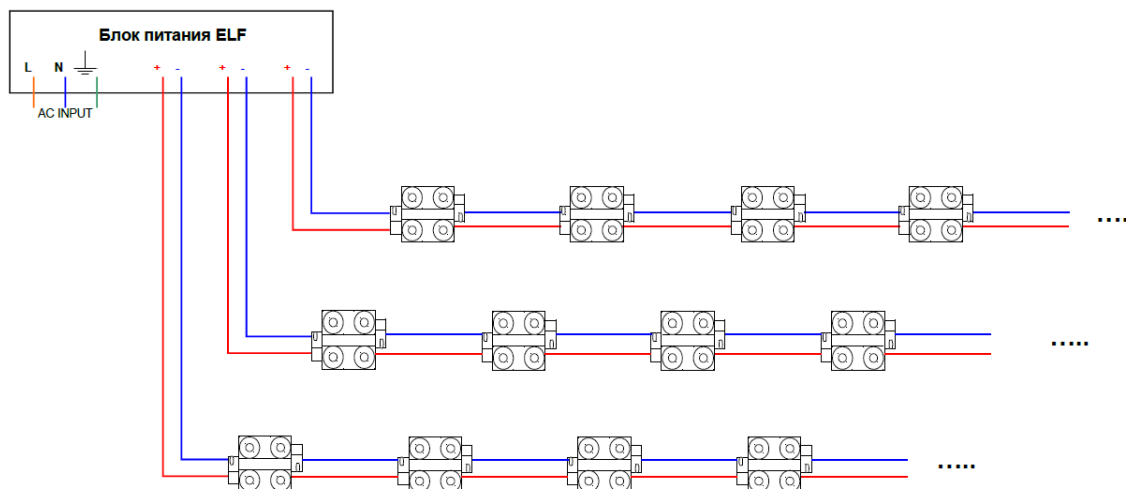 Блок питания ELF
L N + - + - + -
AC INPUT
.....
.....
.....